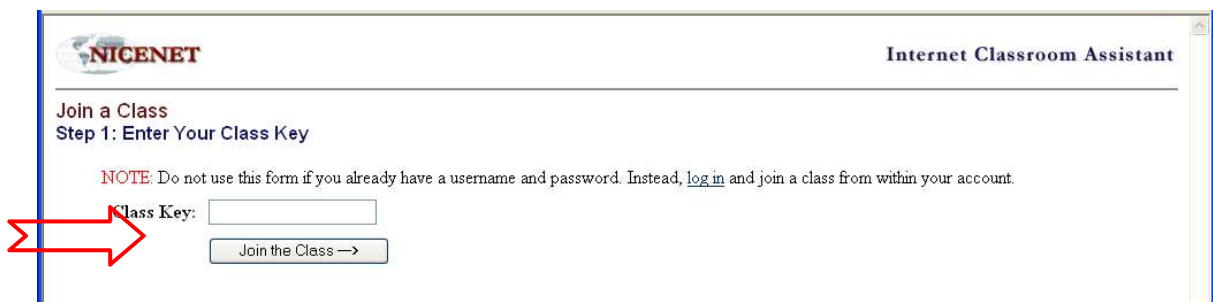 NICENET
Internet Classroom Assistant
Join a Class
Step 1: Enter Your Class Key
NOTE: Do not use this form if you already have a username and password. Instead, log in and join a class from within your account.
Class Key:
Join the Class —>